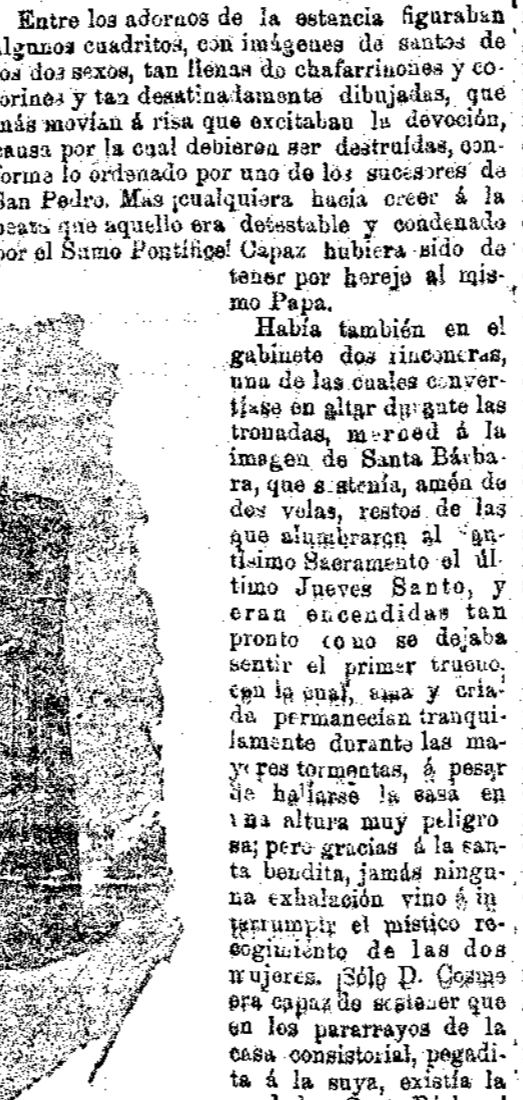 Entre los adornos de la estancia figuraban
algunos cuadritos, con imágenes de santos de
los dos sexos, tan llenas de chafarrinones y co-
lorines y tan desatinadamente dibujadas, que
más movían á risa que excitaban la devoción,
causa por la cual debieron ser destruídas, con-
forme lo ordenado por uno de los sucesores de
San Pedro. Mas ¡cualquiera hacía creer á la
beata que aquello era detestable y condenado
por el Sumo Pontífice! Capaz hubiera sido de
tener por hereje al mis-
mo Papa.
Había también en el
gabinete dos rinconeras,
una de las cuales conver-
tíase en altar durante las
tronadas, merced á la
imagen de Santa Bárba-
ra, que sostenía, amén de
dos velas, restos de las
que alumbraron al San-
tísimo Sacramento el úl-
timo Jueves Santo, y
eran encendidas tan
pronto como se dejaba
sentir el primer trueno,
con lo cual, ama y cria-
da permanecían tranqui-
lamente durante las ma-
yores tormentas, á pesar
de hallarse la casa en
una altura muy peligro
sa; pero gracias á la san-
ta bendita, jamás ningu-
na exhalación vino á in
terrumpir el místico re-
cogimiento de las dos
mujeres. ¡Sólo D. Cosme
era capaz de sostener que
en los pararrayos de la
casa consistorial, pegadi-
ta á la suya, existía la